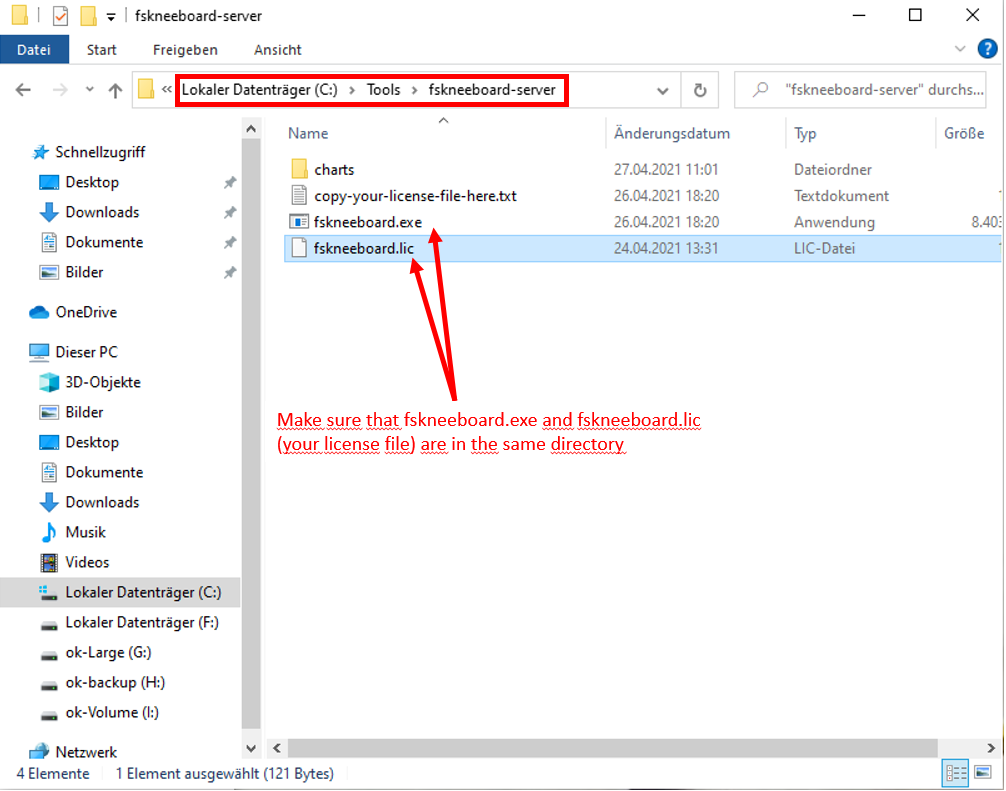 fskneeboard-server
Datei Start Freigeben Ansicht
« Lokaler Datenträger (C:) > Tools > fskneeboard-server
"fskneeboard-server" durchs...
Name Änderungsdatum Typ Größe
charts 27.04.2021 11:01 Dateiordner
copy-your-license-file-here.txt 26.04.2021 18:20 Textdokument
fskneeboard.exe 26.04.2021 18:20 Anwendung 8.403
fskneeboard.lic 24.04.2021 13:31 LIC-Datei
Make sure that fskneeboard.exe and fskneeboard.lic
(your license file) are in the same directory
Schnellzugriff
Desktop
Downloads
Dokumente
Bilder
OneDrive
Dieser PC
3D-Objekte
Bilder
Desktop
Dokumente
Downloads
Musik
Videos
Lokaler Datenträger (C:)
Lokaler Datenträger (F:)
ok-Large (G:)
ok-backup (H:)
ok-Volume (I:)
Netzwerk
4 Elemente 1 Element ausgewählt (121 Bytes)